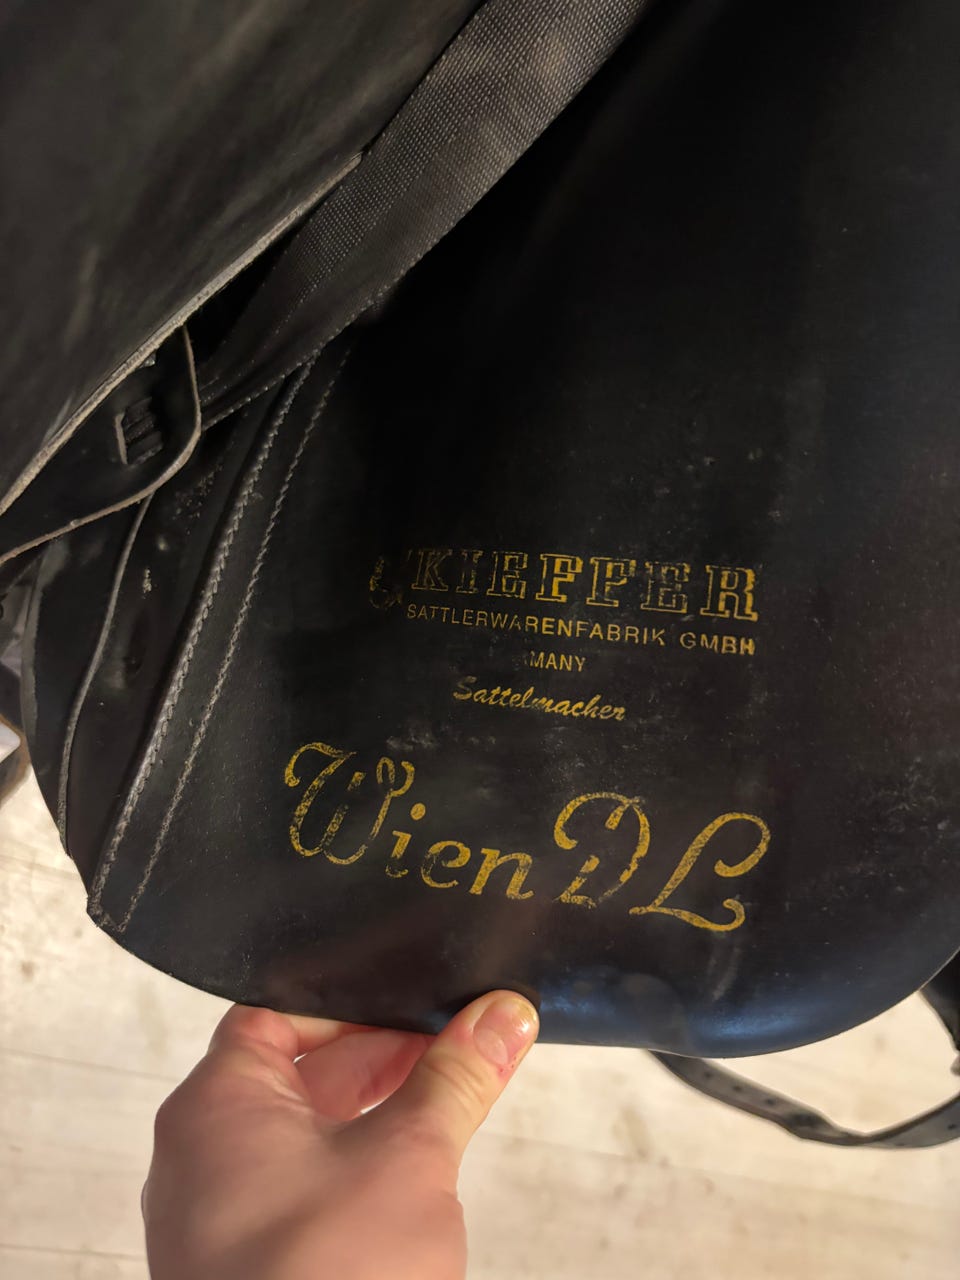 KIEFFER
SATTLERWARENFABRIK GMBH
MANY
Sattelmacher
Wien DL